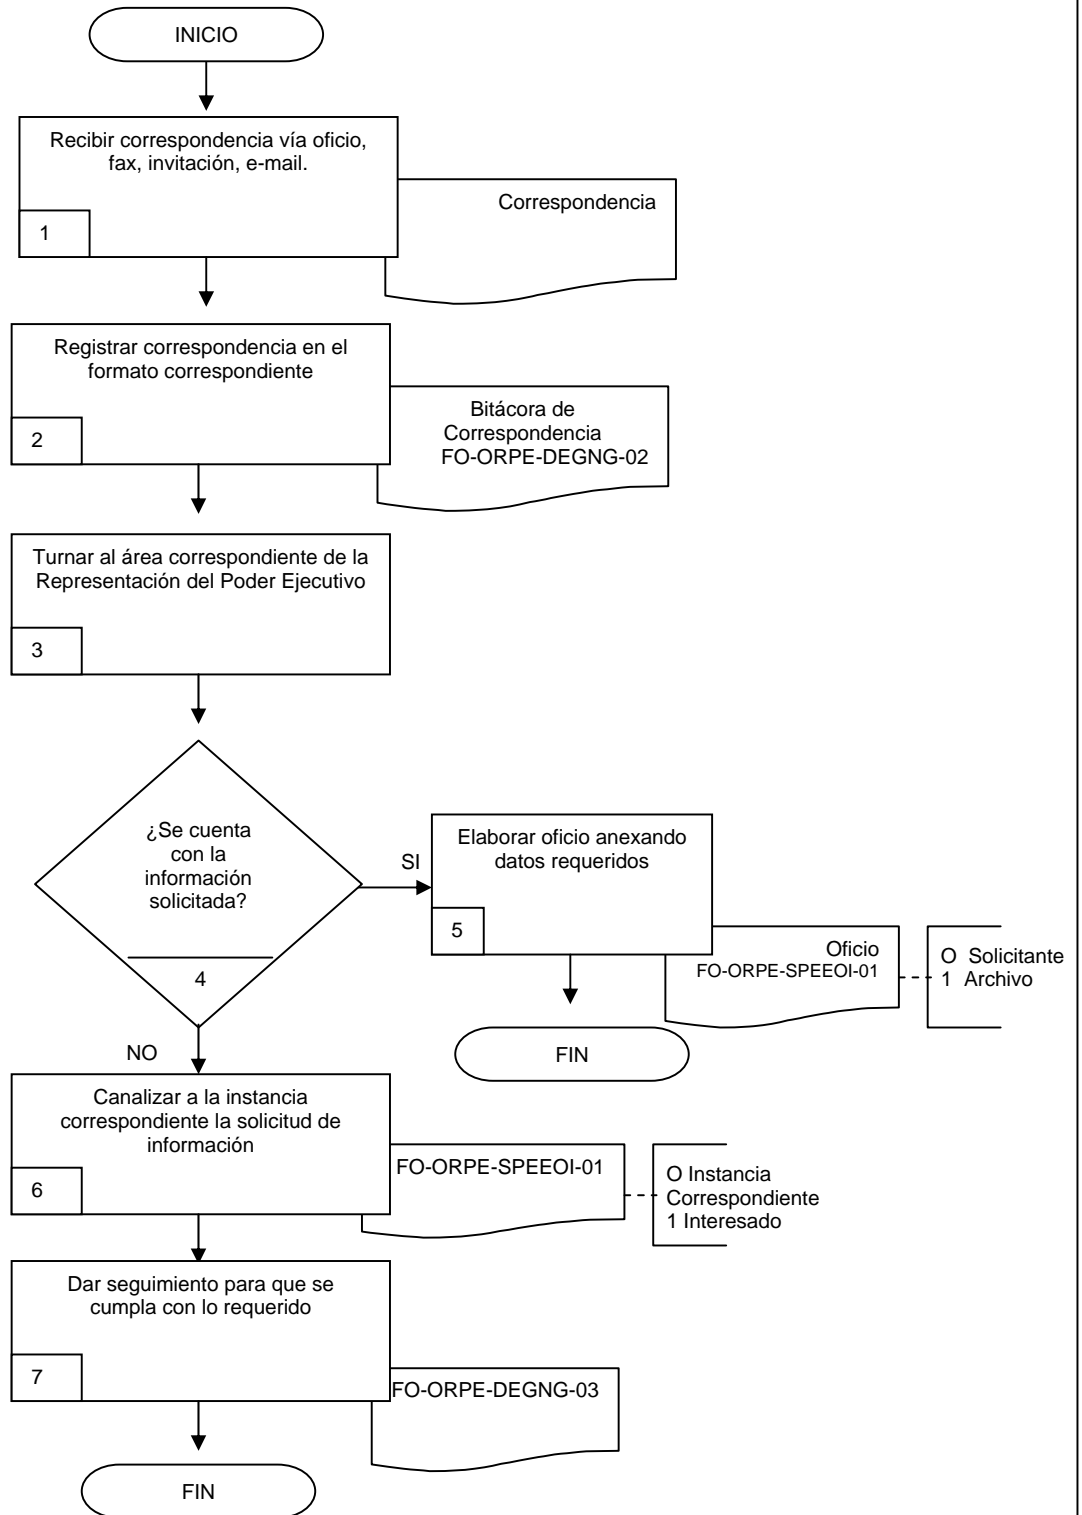 INICIO
Recibir correspondencia vía oficio,
fax, invitación, e-mail.
1
Correspondencia
Registrar correspondencia en el
formato correspondiente
2
Bitácora de
Correspondencia
FO-ORPE-DEGNG-02
Turnar al área correspondiente de la
Representación del Poder Ejecutivo
3
¿Se cuenta
con la
información
solicitada?
4
SI
Elaborar oficio anexando
datos requeridos
5
Oficio
FO-ORPE-SPEEOI-01
O Solicitante
1 Archivo
FIN
NO
Canalizar a la instancia
correspondiente la solicitud de
información
6
FO-ORPE-SPEEOI-01
O Instancia
Correspondiente
1 Interesado
Dar seguimiento para que se
cumpla con lo requerido
7
FO-ORPE-DEGNG-03
FIN